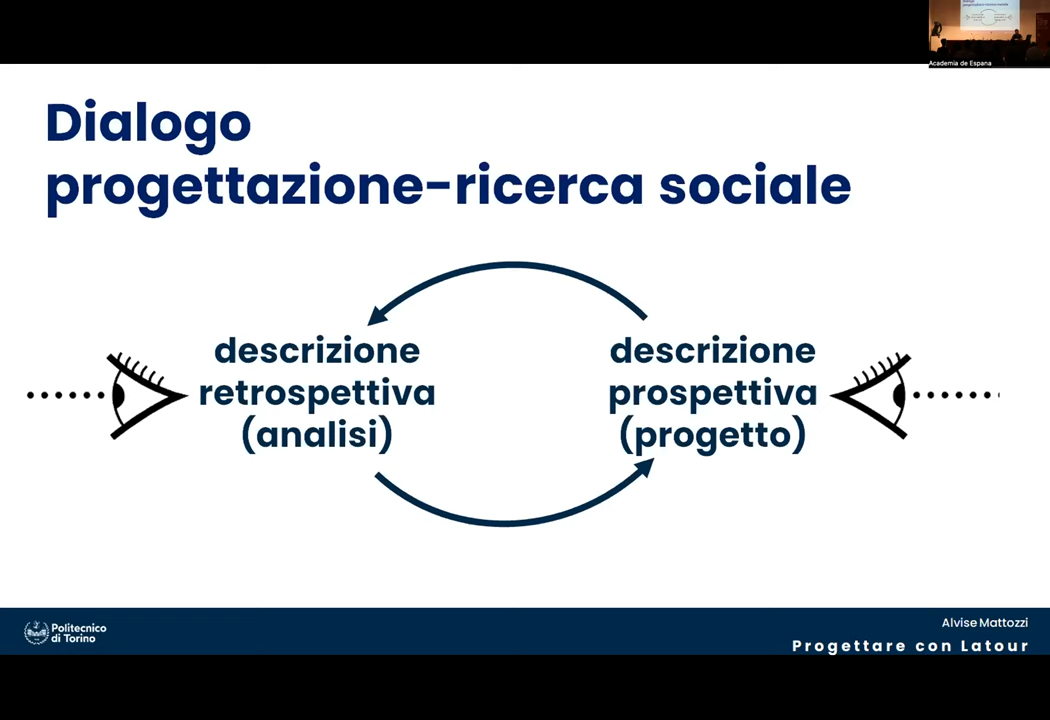 Academia de Espana
Dialogo
progettazione-ricerca sociale
descrizione
retrospettiva
(analisi)
descrizione
prospettiva
(progetto)
Politecnico
di Torino
Alvise Mattozzi
Progettare con Latour